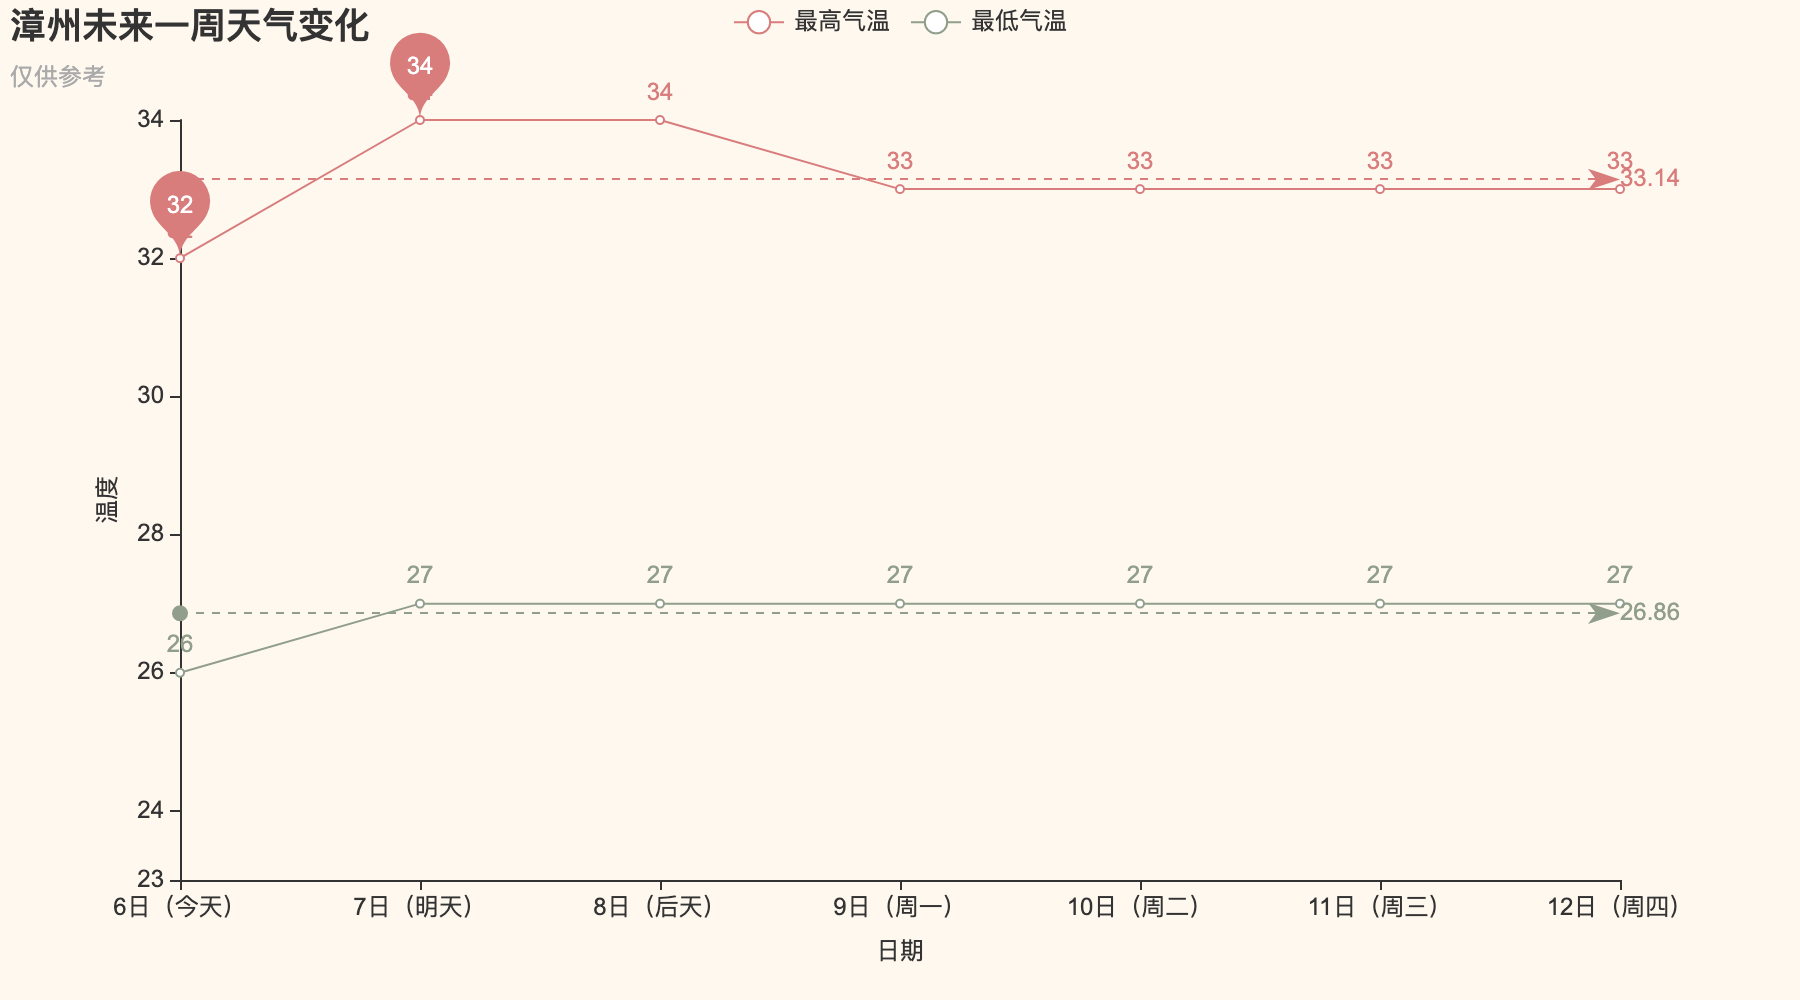 漳州未来一周天气变化
仅供参考
最高气温
最低气温
34
34
33
33
33
33
33.14
32
34
32
30
28
26
24
23
温度
27
27
27
27
27
27
26.86
26
6日（今天）
7日（明天）
8日（后天）
9日（周一）
10日（周二）
11日（周三）
12日（周四）
日期